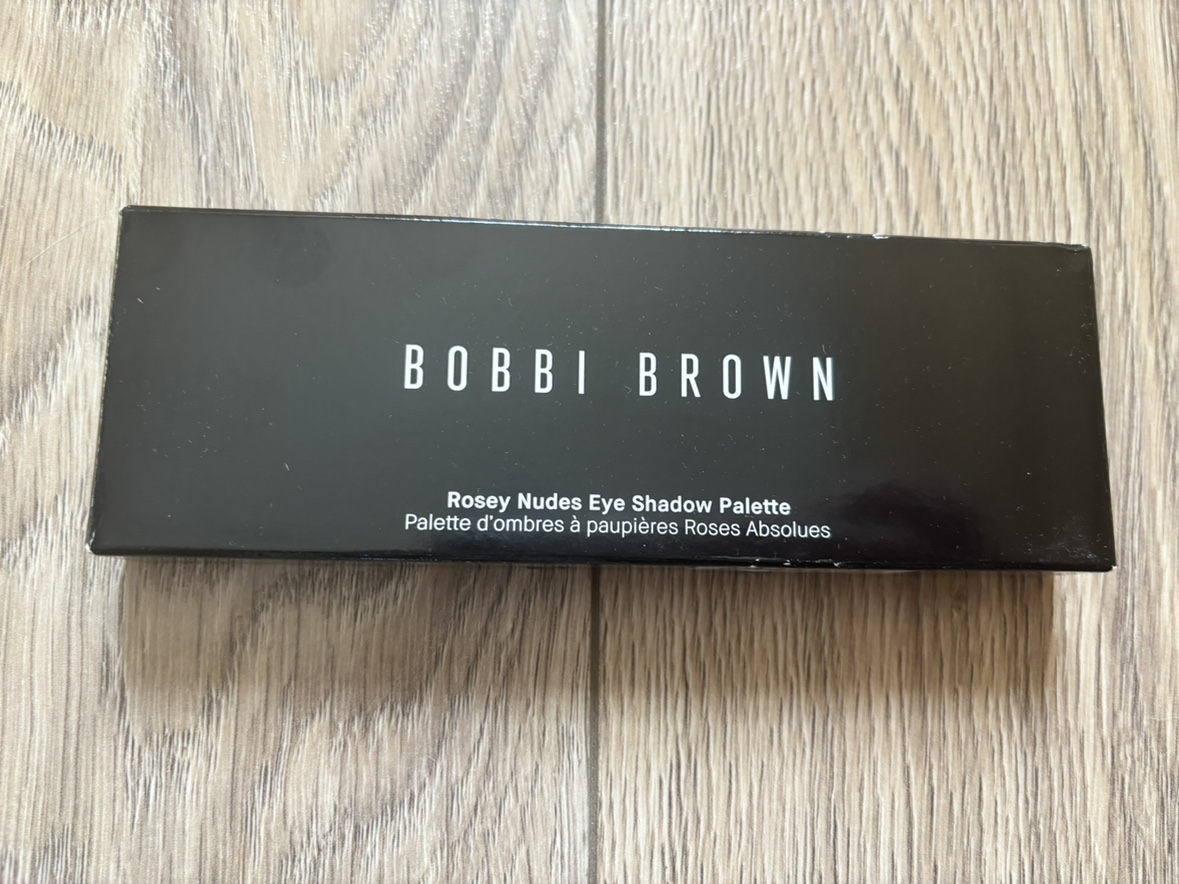 BOBBI BROWN
Rosey Nudes Eye Shadow Palette
Palette d'ombres à paupières Roses Absolues